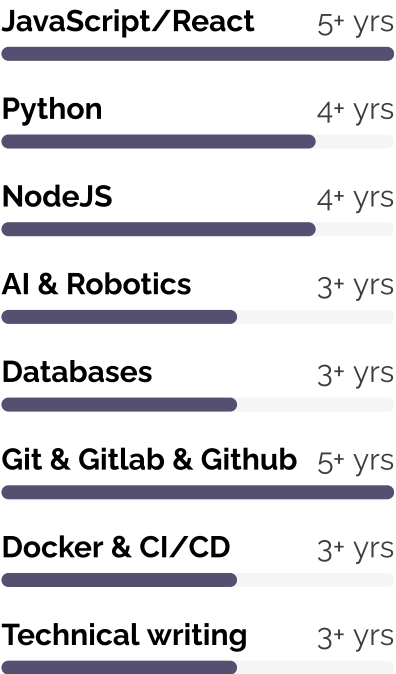 JavaScript/React 5+ yrs
Python 4+ yrs
NodeJS 4+ yrs
AI & Robotics 3+ yrs
Databases 3+ yrs
Git & Gitlab & Github 5+ yrs
Docker & CI/CD 3+ yrs
Technical writing 3+ yrs